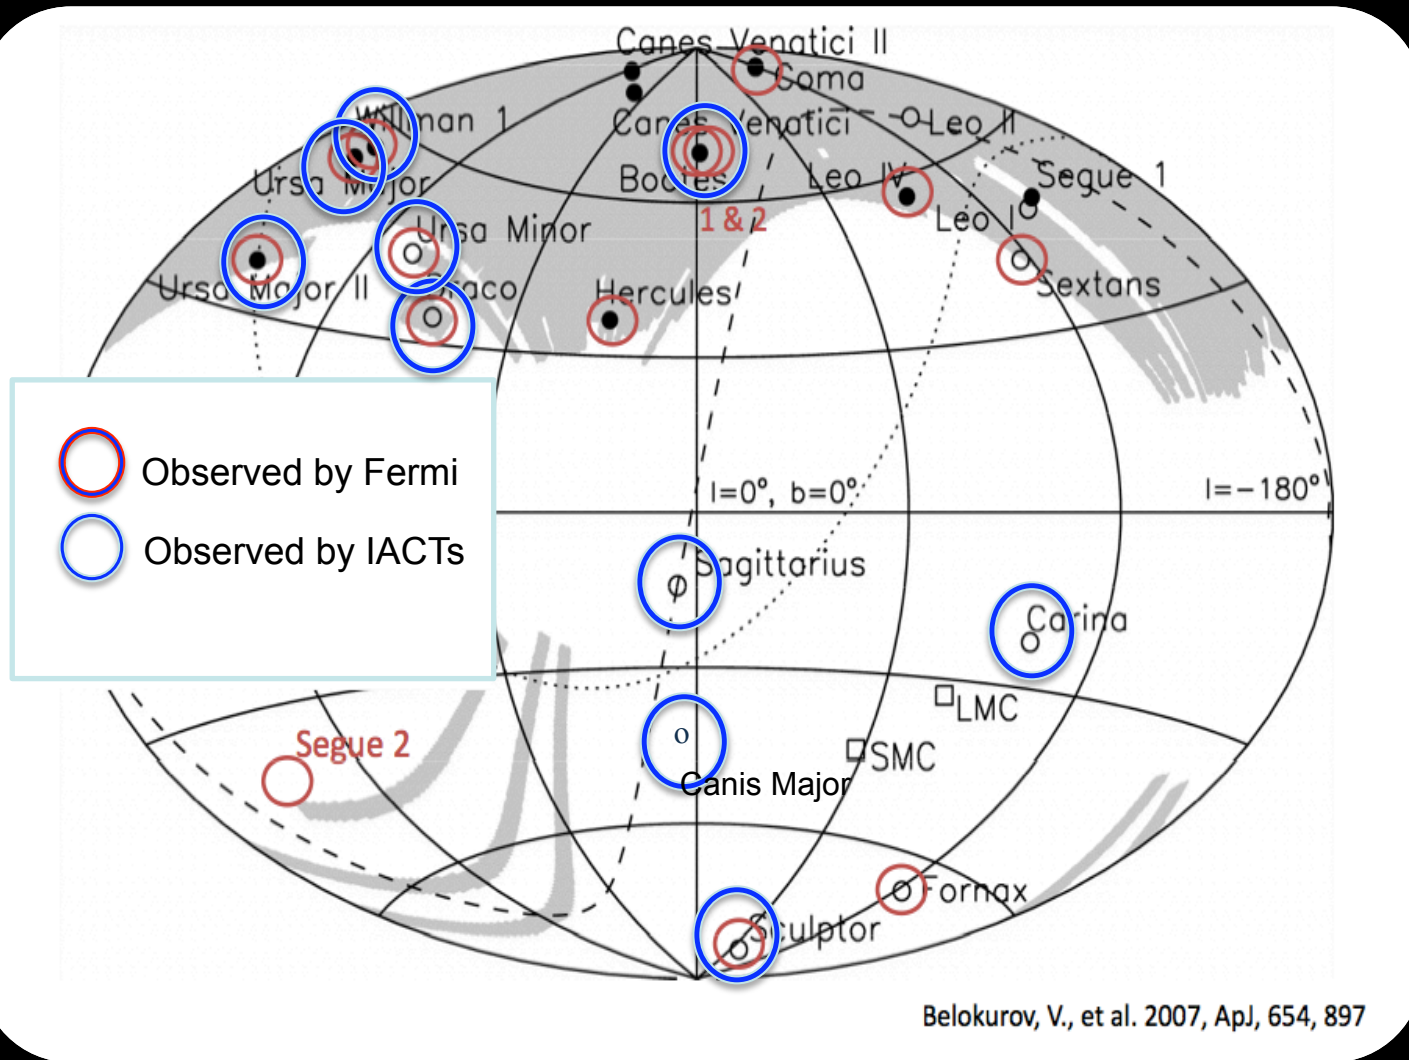 Canes Venatici II
Coma
Willman 1
Canes Venatici
Leo II
Ursa Major
Bootes
Leo IV
Segue 1
1 & 2
Leo I
Ursa Minor
Ursa Major II
Draco
Hercules
Sextans
Observed by Fermi
l=0°, b=0°
l=-180°
Observed by IACTs
Sagittarius
Carina
LMC
Segue 2
SMC
Canis Major
Fornax
Sculptor
Belokurov, V., et al. 2007, ApJ, 654, 897